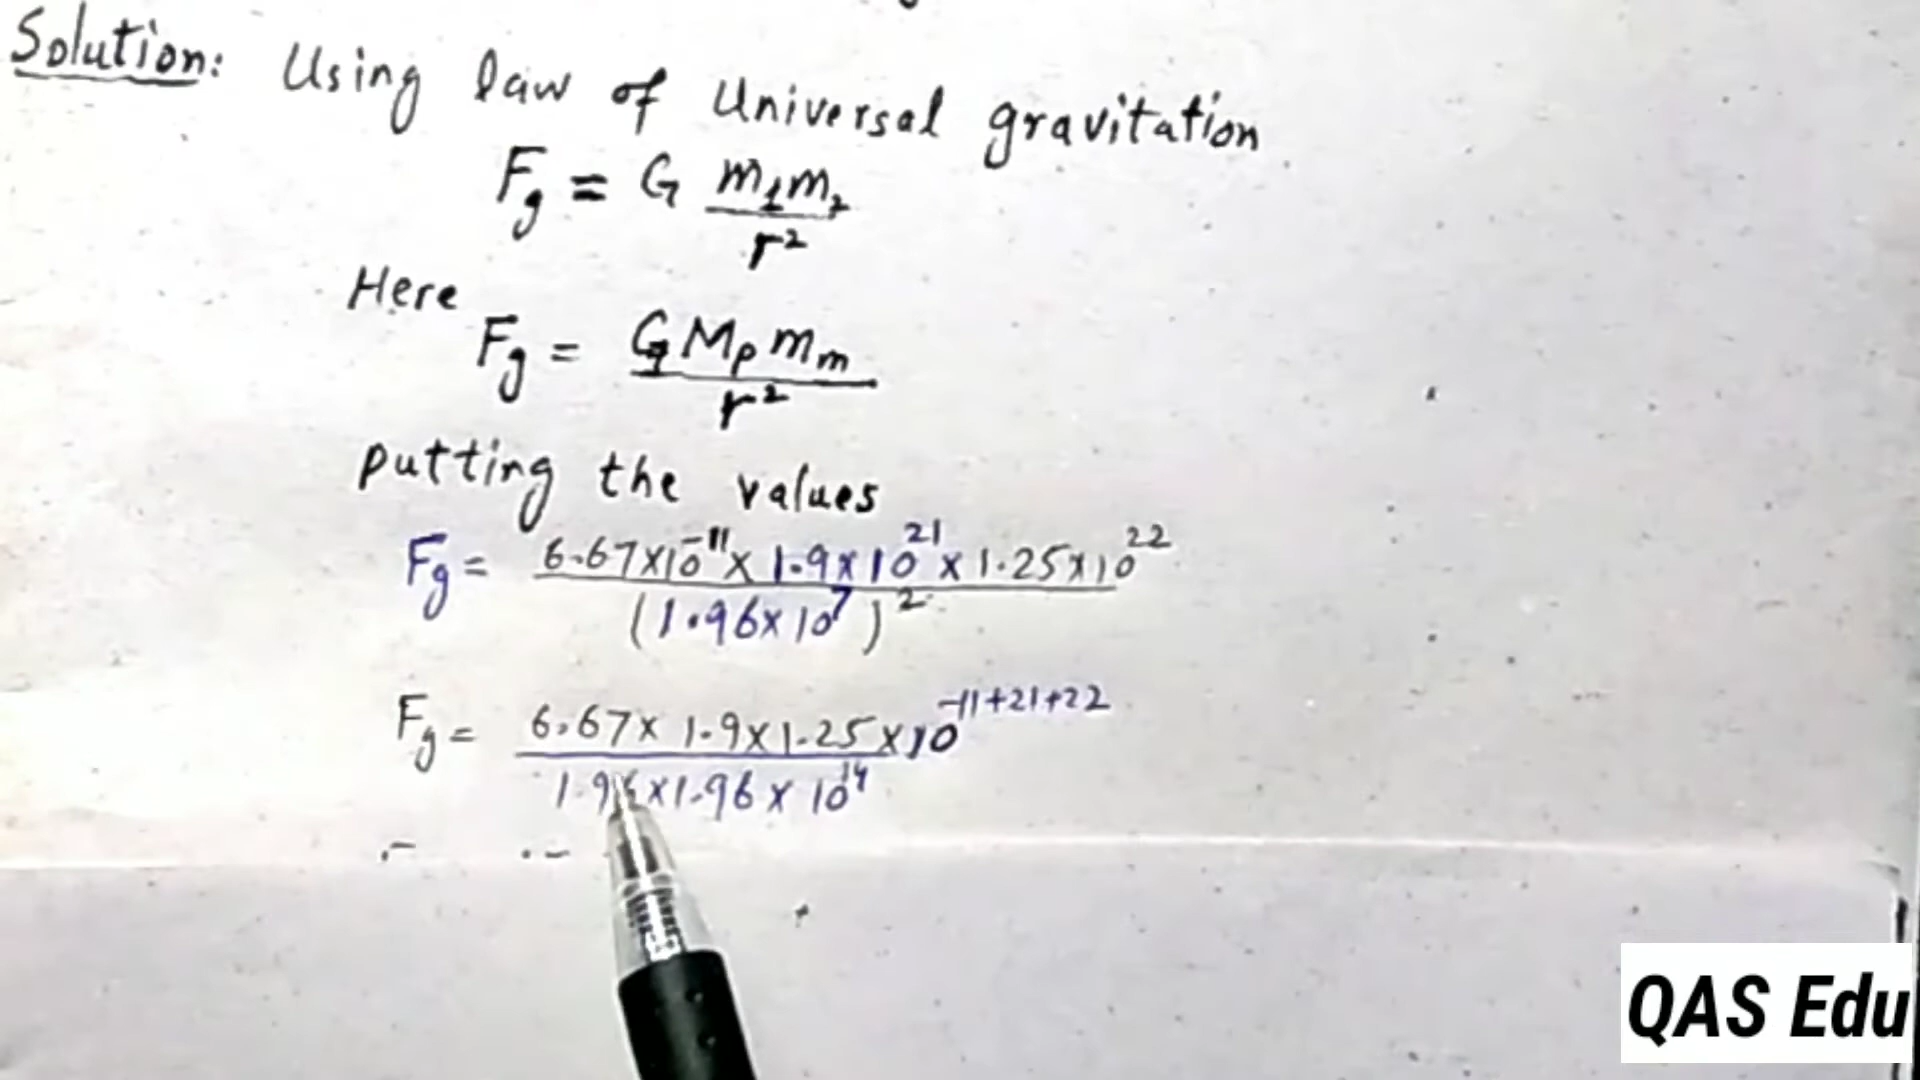 Solution: Using law of Universal gravitation
Fg = G m₁m₂ / r²
Here
Fg = G Mp mm / r²
putting the values
Fg = 6.67×10⁻¹¹ × 1.9×10²¹ × 1.25×10²² / (1.96×10⁷)²
Fg = 6.67 × 1.9×1.25 ×10⁻¹¹⁺²¹⁺²² / 1.96×1.96 × 10¹⁴
QAS Edu